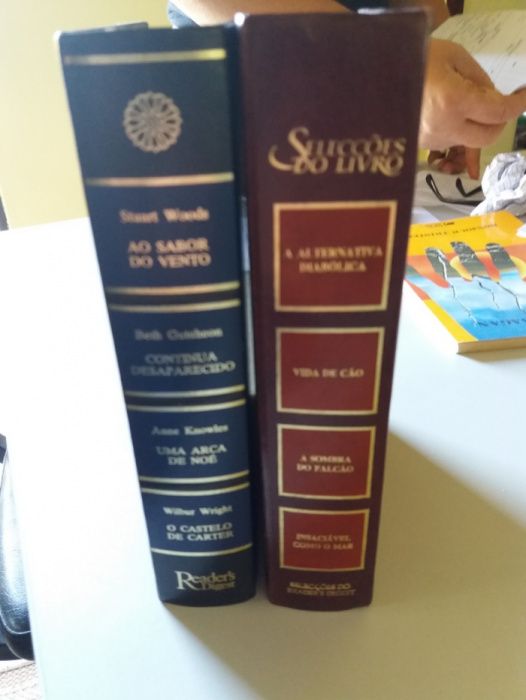 Stuart Woods
AO SABOR
DO VENTO
Beth Gutcheon
CONTINUA
DESAPARECIDO
Anne Knowles
UMA ARCA
DE NOÉ
Wilbur Wright
O CASTELO
DE CARTER
Reader's
Digest
SELECÇÕES
DO LIVRO
A ALTERNATIVA
DIABÓLICA
VIDA DE CÃO
A SOMBRA
DO FALCÃO
INSACIÁVEL
COMO O MAR
SELECÇÕES DO
READER'S DIGEST